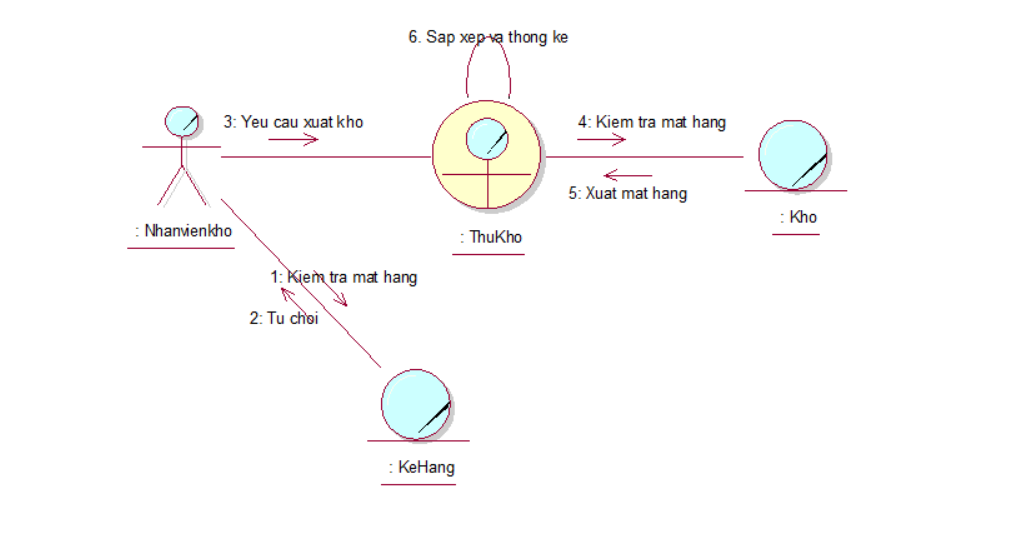 6. Sap xep va thong ke
3: Yeu cau xuat kho
4: Kiem tra mat hang
5: Xuat mat hang
: Nhanvienkho
: ThuKho
: Kho
1: Kiem tra mat hang
2: Tu choi
: KeHang